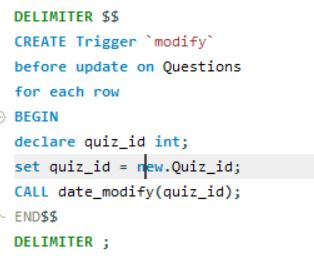 DELIMITER $$
CREATE Trigger `modify`
before update on Questions
for each row
BEGIN
declare quiz_id int;
set quiz_id = new.Quiz_id;
CALL date_modify(quiz_id);
END$$
DELIMITER ;